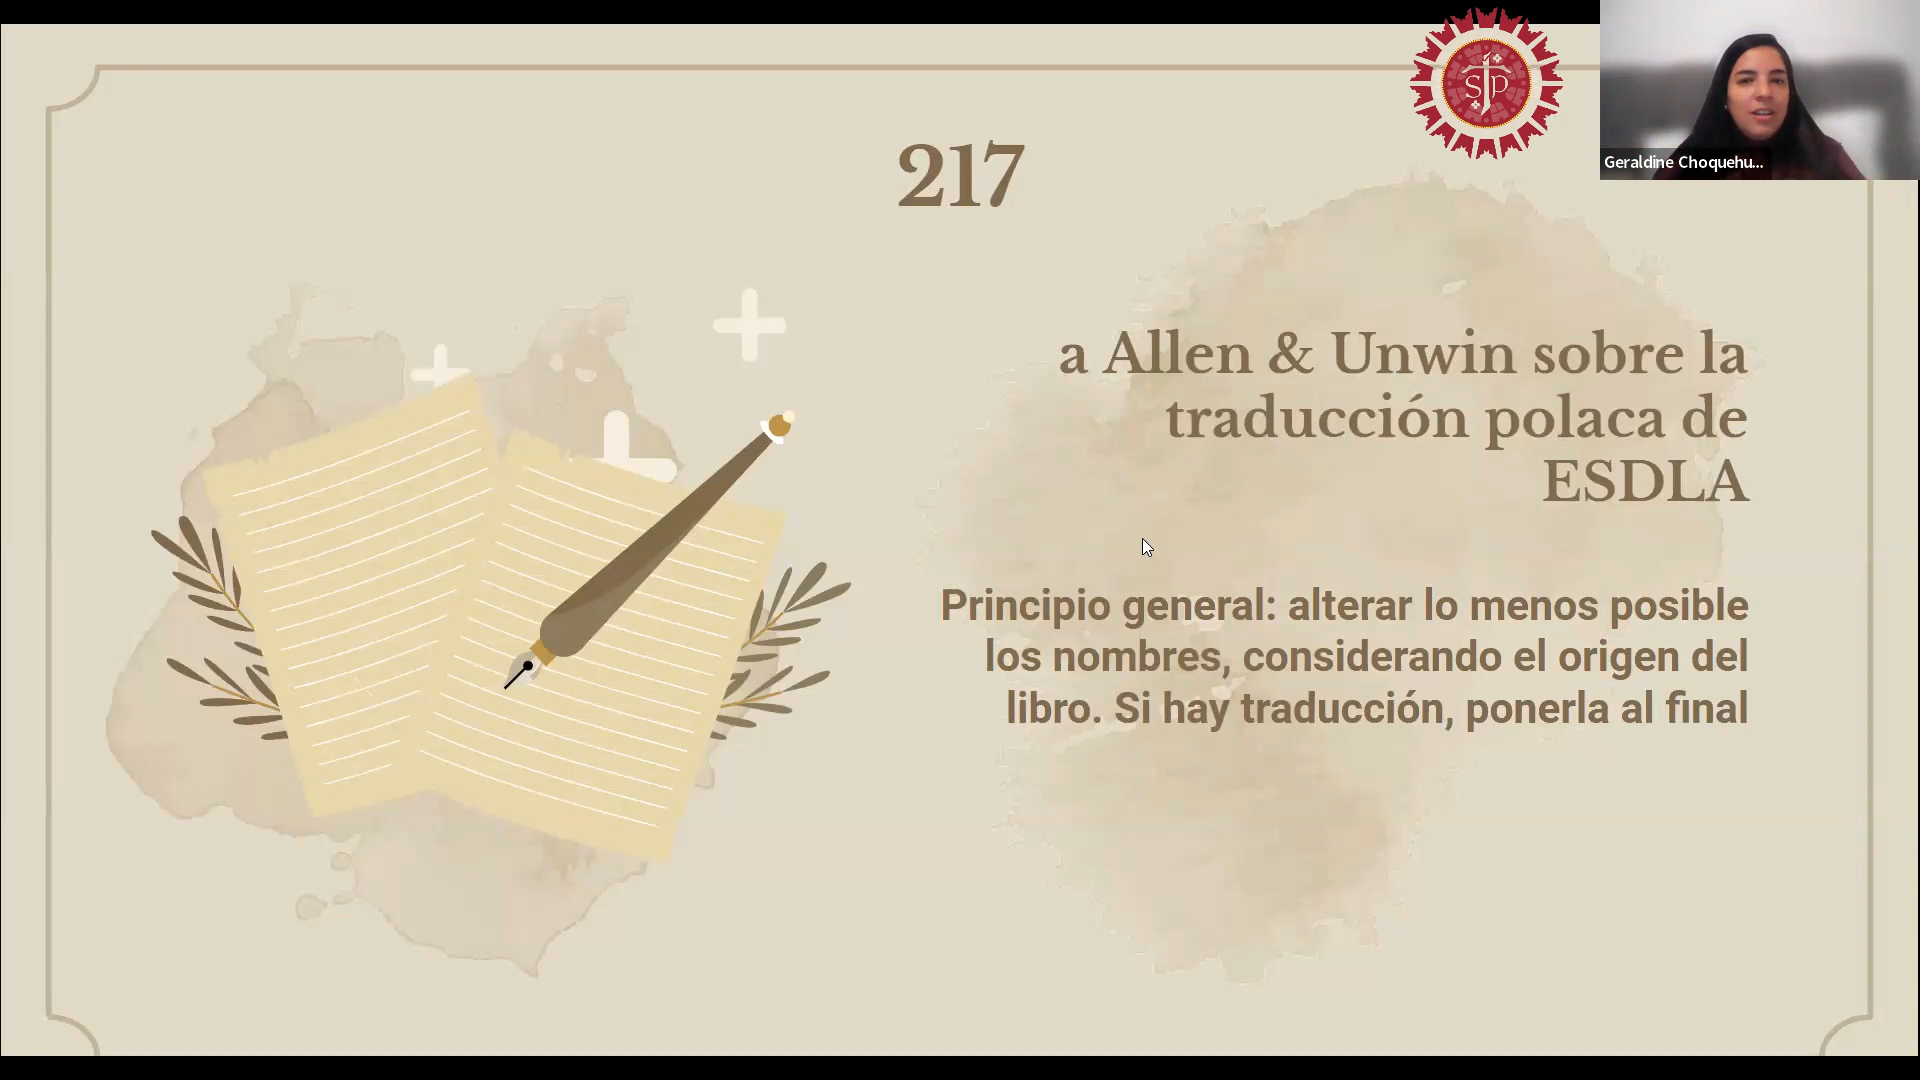 217
S P
Geraldine Choquehu...
a Allen & Unwin sobre la
traducción polaca de
ESDLA
Principio general: alterar lo menos posible
los nombres, considerando el origen del
libro. Si hay traducción, ponerla al final